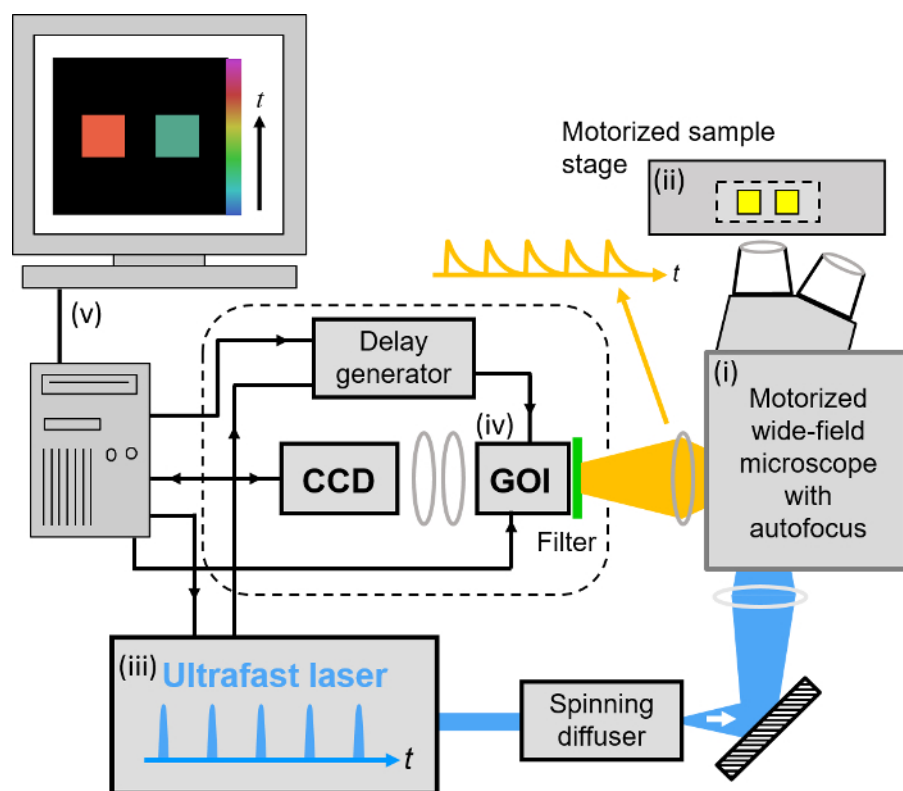 t
Motorized sample
stage
(ii)
t
(v)
Delay
generator
(i)
Motorized
wide-field
microscope
with
autofocus
(iv)
CCD
GOI
Filter
(iii)
Ultrafast laser
t
Spinning
diffuser